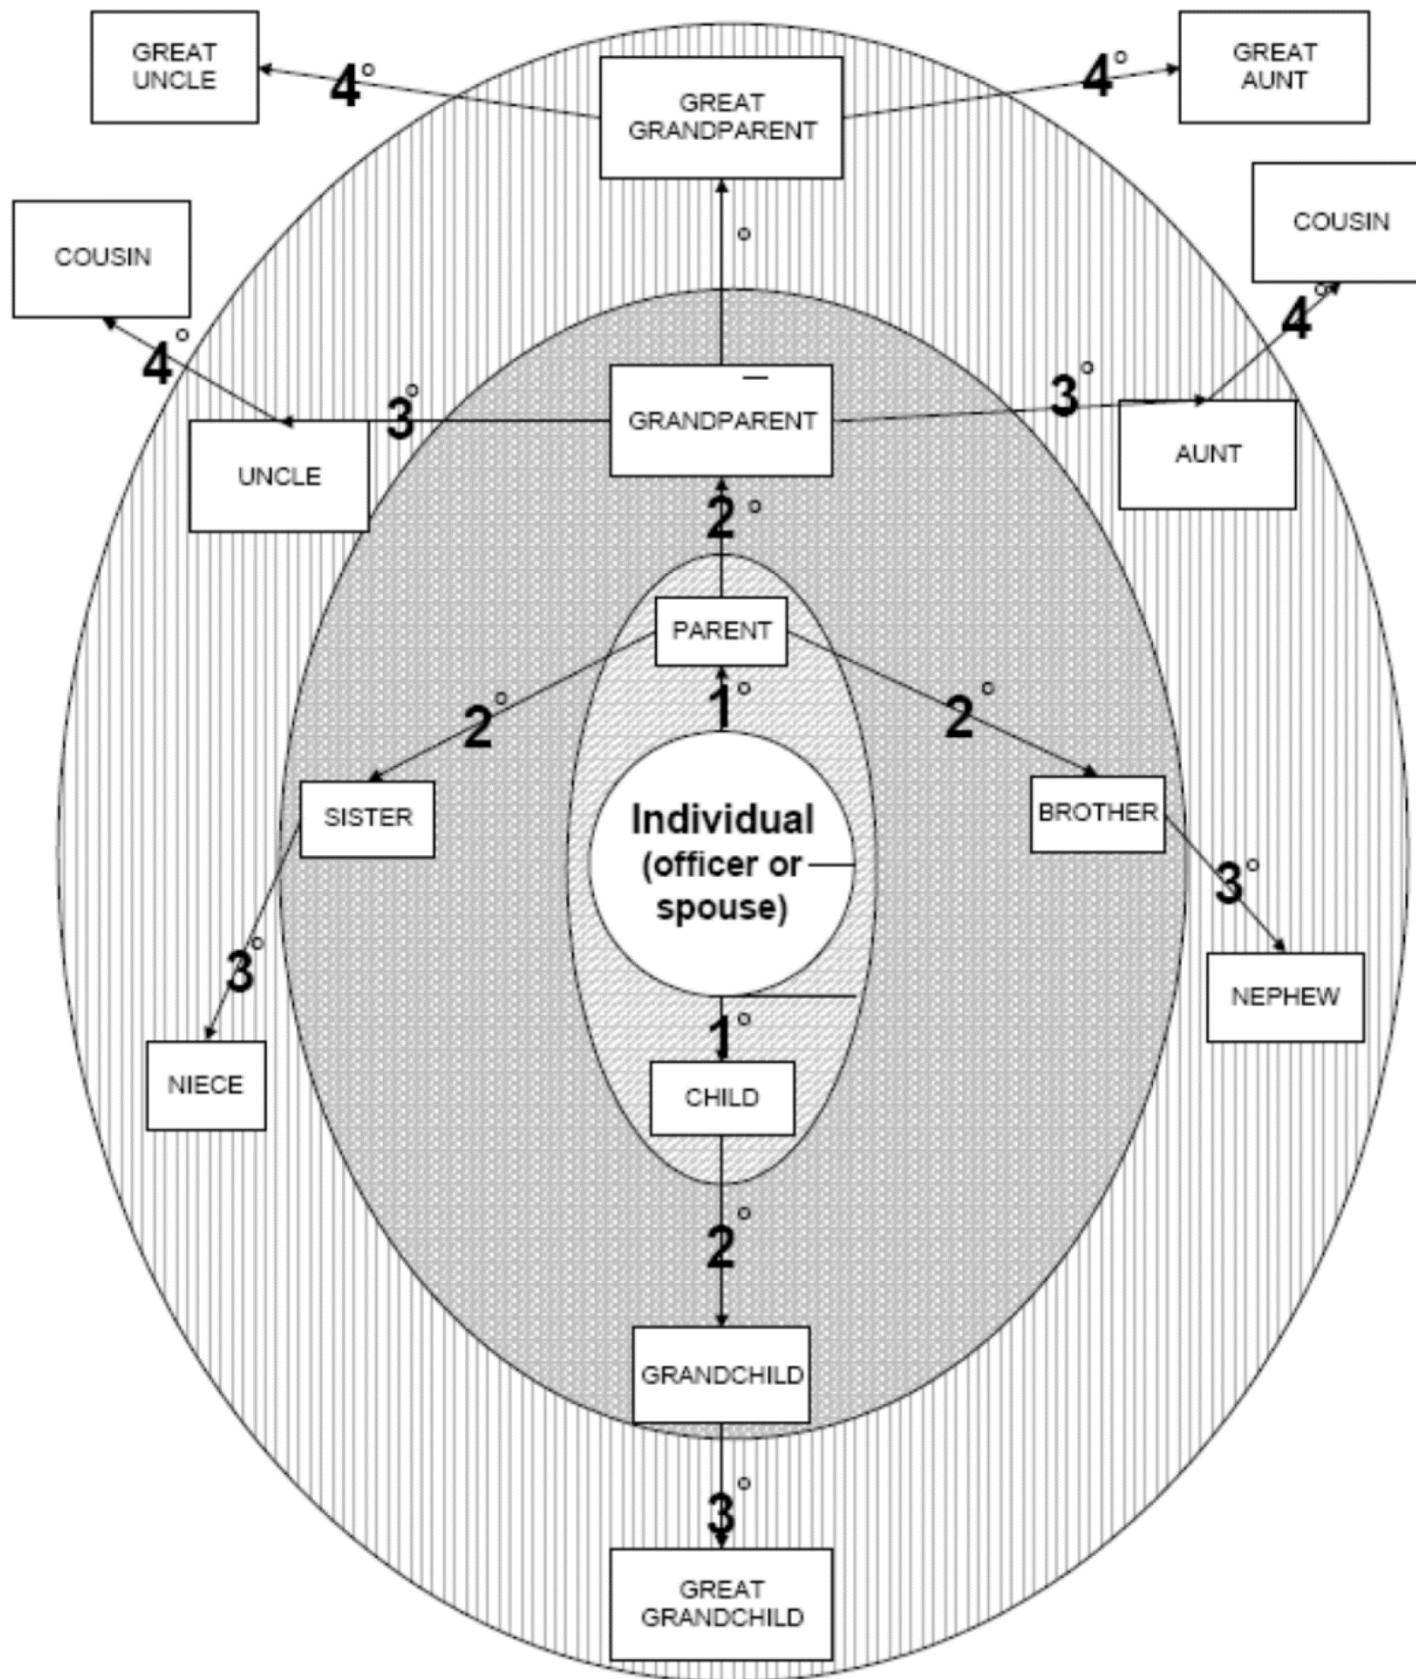 GREAT
UNCLE
4°
GREAT
GRANDPARENT
4°
GREAT
AUNT
COUSIN
°
COUSIN
4°
4°
3°
GRANDPARENT
3°
UNCLE
AUNT
2°
PARENT
1°
2°
2°
SISTER
Individual
(officer or
spouse)
BROTHER
3°
3°
NIECE
1°
NEPHEW
CHILD
2°
GRANDCHILD
3°
GREAT
GRANDCHILD